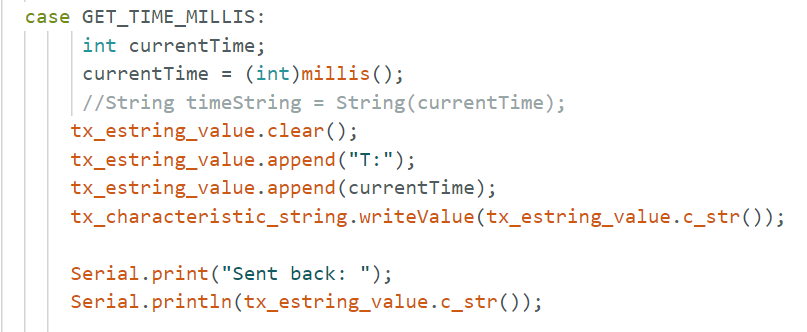 case GET_TIME_MILLIS:
int currentTime;
currentTime = (int)millis();
//String timeString = String(currentTime);
tx_estring_value.clear();
tx_estring_value.append("T:");
tx_estring_value.append(currentTime);
tx_characteristic_string.writeValue(tx_estring_value.c_str());
Serial.print("Sent back: ");
Serial.println(tx_estring_value.c_str());